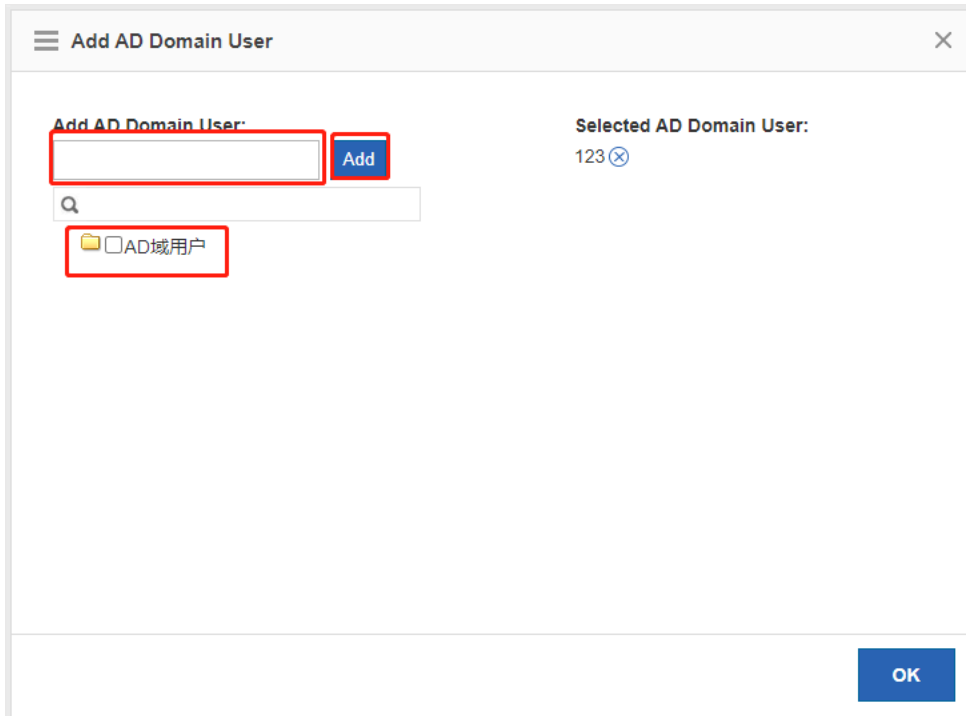 Add AD Domain User
Add AD Domain User:
Add
AD域用户
Selected AD Domain User:
123
OK